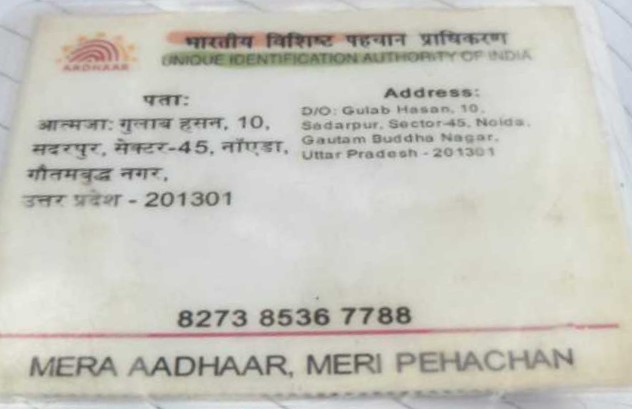 भारतीय विशिष्ट पहचान प्राधिकरण
UNIQUE IDENTIFICATION AUTHORITY OF INDIA
AADHAAR
पता:
आत्मजा: गुलाब हसन, 10,
सदरपुर, सेक्टर-45, नॉएडा,
गौतमबुद्ध नगर,
उत्तर प्रदेश - 201301
Address:
D/O: Gulab Hasan, 10,
Sadarpur, Sector-45, Noida,
Gautam Buddha Nagar,
Uttar Pradesh - 201301
8273 8536 7788
MERA AADHAAR, MERI PEHACHAN